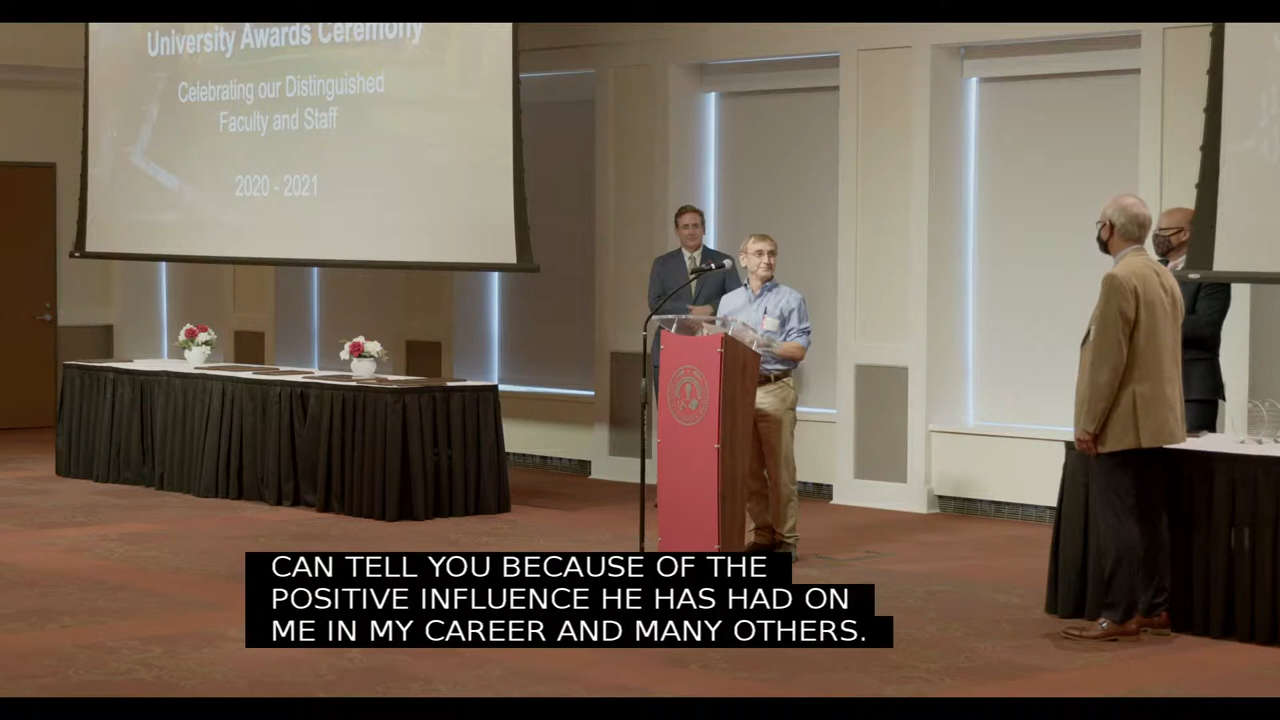 University Awards Ceremony
Celebrating our Distinguished
Faculty and Staff
2020 - 2021
CAN TELL YOU BECAUSE OF THE
POSITIVE INFLUENCE HE HAS HAD ON
ME IN MY CAREER AND MANY OTHERS.